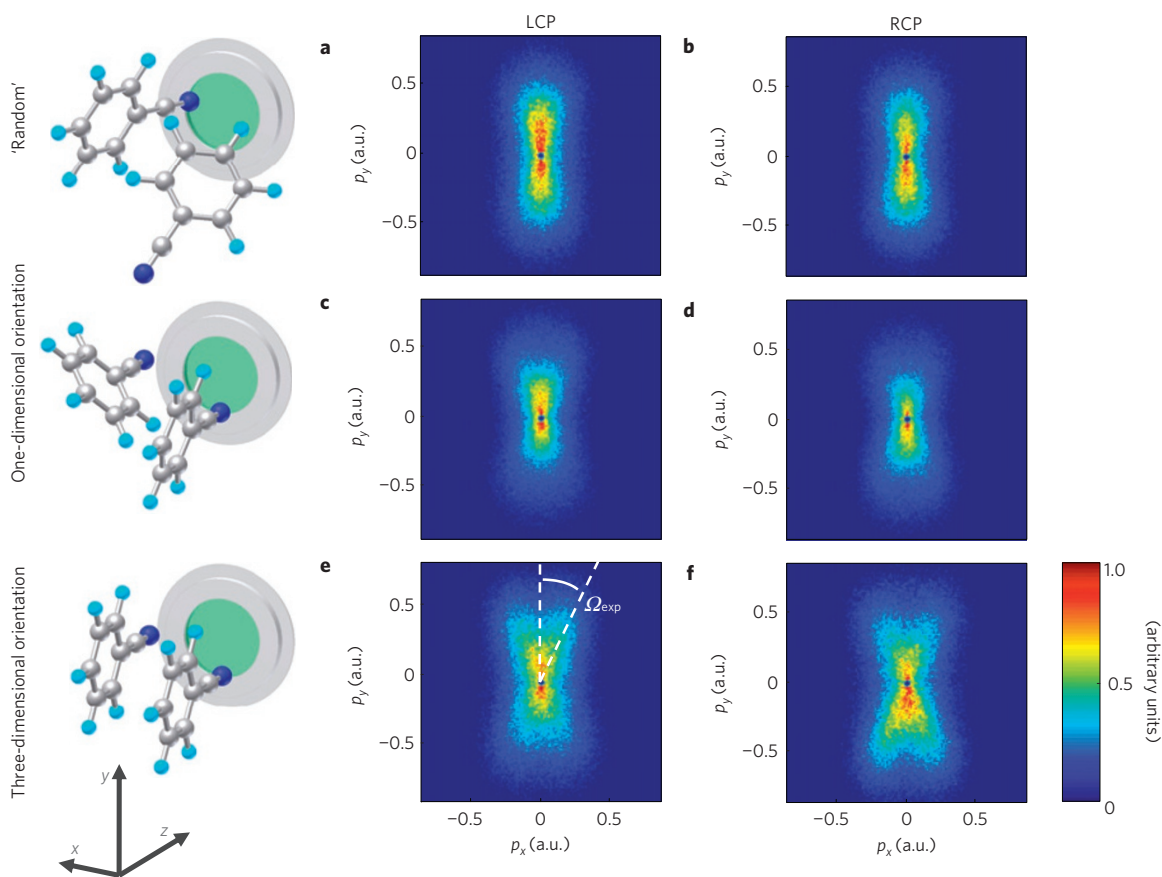 LCP
RCP
'Random'
a
b
0.5
0
−0.5
p_y (a.u.)
0.5
0
−0.5
p_y (a.u.)
One-dimensional orientation
c
d
0.5
0
−0.5
p_y (a.u.)
0.5
0
−0.5
p_y (a.u.)
Three-dimensional orientation
e
f
Ω_exp
0.5
0
−0.5
p_y (a.u.)
0.5
0
−0.5
p_y (a.u.)
1.0
0.5
0
(arbitrary units)
−0.5
0
0.5
p_x (a.u.)
−0.5
0
0.5
p_x (a.u.)
y
x
z